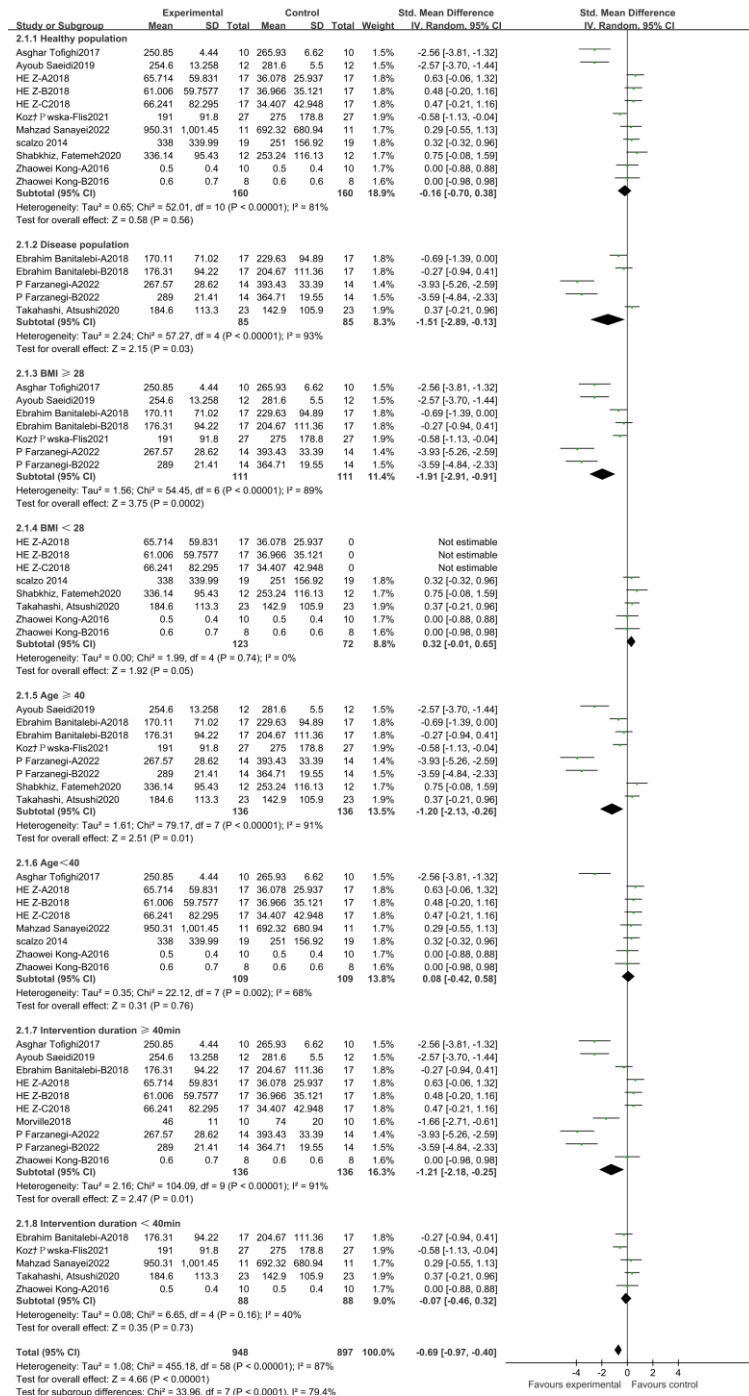 Experimental Control Std. Mean Difference Std. Mean Difference
Study or Subgroup Mean SD Total Mean SD Total Weight IV, Random, 95% CI IV, Random, 95% CI
2.1.1 Healthy population
Asghar Tofighi2017 250.85 4.44 10 265.93 6.62 10 1.5% -2.56 [-3.81, -1.32]
Ayoub Saeidi2019 254.6 13.258 12 281.6 5.5 12 1.5% -2.57 [-3.70, -1.44]
HE Z-A2018 65.714 59.831 17 36.078 25.937 17 1.8% 0.63 [-0.06, 1.32]
HE Z-B2018 61.006 59.7577 17 36.966 35.121 17 1.8% 0.48 [-0.20, 1.16]
HE Z-C2018 66.241 82.295 17 34.407 42.948 17 1.8% 0.47 [-0.21, 1.16]
Koz† P wska-Flis2021 191 91.8 27 275 178.8 27 1.9% -0.58 [-1.13, -0.04]
Mahzad Sanayei2022 950.31 1,001.45 11 692.32 680.94 11 1.7% 0.29 [-0.55, 1.13]
scalzo 2014 338 339.99 19 251 156.92 19 1.8% 0.32 [-0.32, 0.96]
Shabkhiz, Fatemeh2020 336.14 95.43 12 253.24 116.13 12 1.7% 0.75 [-0.08, 1.59]
Zhaowei Kong-A2016 0.5 0.4 10 0.5 0.4 10 1.7% 0.00 [-0.88, 0.88]
Zhaowei Kong-B2016 0.6 0.7 8 0.6 0.6 8 1.6% 0.00 [-0.98, 0.98]
Subtotal (95% CI) 160 160 18.9% -0.16 [-0.70, 0.38]
Heterogeneity: Tau² = 0.65; Chi² = 52.01, df = 10 (P < 0.00001); I² = 81%
Test for overall effect: Z = 0.58 (P = 0.56)
2.1.2 Disease population
Ebrahim Banitalebi-A2018 170.11 71.02 17 229.63 94.89 17 1.8% -0.69 [-1.39, 0.00]
Ebrahim Banitalebi-B2018 176.31 94.22 17 204.67 111.36 17 1.8% -0.27 [-0.94, 0.41]
P Farzanegi-A2022 267.57 28.62 14 393.43 33.39 14 1.4% -3.93 [-5.26, -2.59]
P Farzanegi-B2022 289 21.41 14 364.71 19.55 14 1.4% -3.59 [-4.84, -2.33]
Takahashi, Atsushi2020 184.6 113.3 23 142.9 105.9 23 1.9% 0.37 [-0.21, 0.96]
Subtotal (95% CI) 85 85 8.3% -1.51 [-2.89, -0.13]
Heterogeneity: Tau² = 2.24; Chi² = 57.27, df = 4 (P < 0.00001); I² = 93%
Test for overall effect: Z = 2.15 (P = 0.03)
2.1.3 BMI ≥ 28
Asghar Tofighi2017 250.85 4.44 10 265.93 6.62 10 1.5% -2.56 [-3.81, -1.32]
Ayoub Saeidi2019 254.6 13.258 12 281.6 5.5 12 1.5% -2.57 [-3.70, -1.44]
Ebrahim Banitalebi-A2018 170.11 71.02 17 229.63 94.89 17 1.8% -0.69 [-1.39, 0.00]
Ebrahim Banitalebi-B2018 176.31 94.22 17 204.67 111.36 17 1.8% -0.27 [-0.94, 0.41]
Koz† P wska-Flis2021 191 91.8 27 275 178.8 27 1.9% -0.58 [-1.13, -0.04]
P Farzanegi-A2022 267.57 28.62 14 393.43 33.39 14 1.4% -3.93 [-5.26, -2.59]
P Farzanegi-B2022 289 21.41 14 364.71 19.55 14 1.4% -3.59 [-4.84, -2.33]
Subtotal (95% CI) 111 111 11.4% -1.91 [-2.91, -0.91]
Heterogeneity: Tau² = 1.56; Chi² = 54.45, df = 6 (P < 0.00001); I² = 89%
Test for overall effect: Z = 3.75 (P = 0.0002)
2.1.4 BMI < 28
HE Z-A2018 65.714 59.831 17 36.078 25.937 0 Not estimable
HE Z-B2018 61.006 59.7577 17 36.966 35.121 0 Not estimable
HE Z-C2018 66.241 82.295 17 34.407 42.948 0 Not estimable
scalzo 2014 338 339.99 19 251 156.92 19 1.8% 0.32 [-0.32, 0.96]
Shabkhiz, Fatemeh2020 336.14 95.43 12 253.24 116.13 12 1.7% 0.75 [-0.08, 1.59]
Takahashi, Atsushi2020 184.6 113.3 23 142.9 105.9 23 1.9% 0.37 [-0.21, 0.96]
Zhaowei Kong-A2016 0.5 0.4 10 0.5 0.4 10 1.7% 0.00 [-0.88, 0.88]
Zhaowei Kong-B2016 0.6 0.7 8 0.6 0.6 8 1.6% 0.00 [-0.98, 0.98]
Subtotal (95% CI) 123 72 8.8% 0.32 [-0.01, 0.65]
Heterogeneity: Tau² = 0.00; Chi² = 1.99, df = 4 (P = 0.74); I² = 0%
Test for overall effect: Z = 1.92 (P = 0.05)
2.1.5 Age ≥ 40
Ayoub Saeidi2019 254.6 13.258 12 281.6 5.5 12 1.5% -2.57 [-3.70, -1.44]
Ebrahim Banitalebi-A2018 170.11 71.02 17 229.63 94.89 17 1.8% -0.69 [-1.39, 0.00]
Ebrahim Banitalebi-B2018 176.31 94.22 17 204.67 111.36 17 1.8% -0.27 [-0.94, 0.41]
Koz† P wska-Flis2021 191 91.8 27 275 178.8 27 1.9% -0.58 [-1.13, -0.04]
P Farzanegi-A2022 267.57 28.62 14 393.43 33.39 14 1.4% -3.93 [-5.26, -2.59]
P Farzanegi-B2022 289 21.41 14 364.71 19.55 14 1.4% -3.59 [-4.84, -2.33]
Shabkhiz, Fatemeh2020 336.14 95.43 12 253.24 116.13 12 1.7% 0.75 [-0.08, 1.59]
Takahashi, Atsushi2020 184.6 113.3 23 142.9 105.9 23 1.9% 0.37 [-0.21, 0.96]
Subtotal (95% CI) 136 136 13.5% -1.20 [-2.13, -0.26]
Heterogeneity: Tau² = 1.61; Chi² = 79.17, df = 7 (P < 0.00001); I² = 91%
Test for overall effect: Z = 2.51 (P = 0.01)
2.1.6 Age<40
Asghar Tofighi2017 250.85 4.44 10 265.93 6.62 10 1.5% -2.56 [-3.81, -1.32]
HE Z-A2018 65.714 59.831 17 36.078 25.937 17 1.8% 0.63 [-0.06, 1.32]
HE Z-B2018 61.006 59.7577 17 36.966 35.121 17 1.8% 0.48 [-0.20, 1.16]
HE Z-C2018 66.241 82.295 17 34.407 42.948 17 1.8% 0.47 [-0.21, 1.16]
Mahzad Sanayei2022 950.31 1,001.45 11 692.32 680.94 11 1.7% 0.29 [-0.55, 1.13]
scalzo 2014 338 339.99 19 251 156.92 19 1.8% 0.32 [-0.32, 0.96]
Zhaowei Kong-A2016 0.5 0.4 10 0.5 0.4 10 1.7% 0.00 [-0.88, 0.88]
Zhaowei Kong-B2016 0.6 0.7 8 0.6 0.6 8 1.6% 0.00 [-0.98, 0.98]
Subtotal (95% CI) 109 109 13.8% 0.08 [-0.42, 0.58]
Heterogeneity: Tau² = 0.35; Chi² = 22.12, df = 7 (P = 0.002); I² = 68%
Test for overall effect: Z = 0.31 (P = 0.76)
2.1.7 Intervention duration ≥ 40min
Asghar Tofighi2017 250.85 4.44 10 265.93 6.62 10 1.5% -2.56 [-3.81, -1.32]
Ayoub Saeidi2019 254.6 13.258 12 281.6 5.5 12 1.5% -2.57 [-3.70, -1.44]
Ebrahim Banitalebi-B2018 176.31 94.22 17 204.67 111.36 17 1.8% -0.27 [-0.94, 0.41]
HE Z-A2018 65.714 59.831 17 36.078 25.937 17 1.8% 0.63 [-0.06, 1.32]
HE Z-B2018 61.006 59.7577 17 36.966 35.121 17 1.8% 0.48 [-0.20, 1.16]
HE Z-C2018 66.241 82.295 17 34.407 42.948 17 1.8% 0.47 [-0.21, 1.16]
Morville2018 46 11 10 74 20 10 1.5% -1.66 [-2.71, -0.61]
P Farzanegi-A2022 267.57 28.62 14 393.43 33.39 14 1.4% -3.93 [-5.26, -2.59]
P Farzanegi-B2022 289 21.41 14 364.71 19.55 14 1.4% -3.59 [-4.84, -2.33]
Zhaowei Kong-B2016 0.6 0.7 8 0.6 0.6 8 1.6% 0.00 [-0.98, 0.98]
Subtotal (95% CI) 136 136 16.3% -1.21 [-2.18, -0.25]
Heterogeneity: Tau² = 2.16; Chi² = 104.09, df = 9 (P < 0.00001); I² = 91%
Test for overall effect: Z = 2.47 (P = 0.01)
2.1.8 Intervention duration < 40min
Ebrahim Banitalebi-A2018 176.31 94.22 17 204.67 111.36 17 1.8% -0.27 [-0.94, 0.41]
Koz† P wska-Flis2021 191 91.8 27 275 178.8 27 1.9% -0.58 [-1.13, -0.04]
Mahzad Sanayei2022 950.31 1,001.45 11 692.32 680.94 11 1.7% 0.29 [-0.55, 1.13]
Takahashi, Atsushi2020 184.6 113.3 23 142.9 105.9 23 1.9% 0.37 [-0.21, 0.96]
Zhaowei Kong-A2016 0.5 0.4 10 0.5 0.4 10 1.7% 0.00 [-0.88, 0.88]
Subtotal (95% CI) 88 88 9.0% -0.07 [-0.46, 0.32]
Heterogeneity: Tau² = 0.08; Chi² = 6.65, df = 4 (P = 0.16); I² = 40%
Test for overall effect: Z = 0.35 (P = 0.73)
Total (95% CI) 948 897 100.0% -0.69 [-0.97, -0.40]
Heterogeneity: Tau² = 1.08; Chi² = 455.18, df = 58 (P < 0.00001); I² = 87%
Test for overall effect: Z = 4.66 (P < 0.00001)
Test for subgroup differences: Chi² = 33.96, df = 7 (P < 0.0001), I² = 79.4%
-4 -2 0 2 4
Favours experimental Favours control